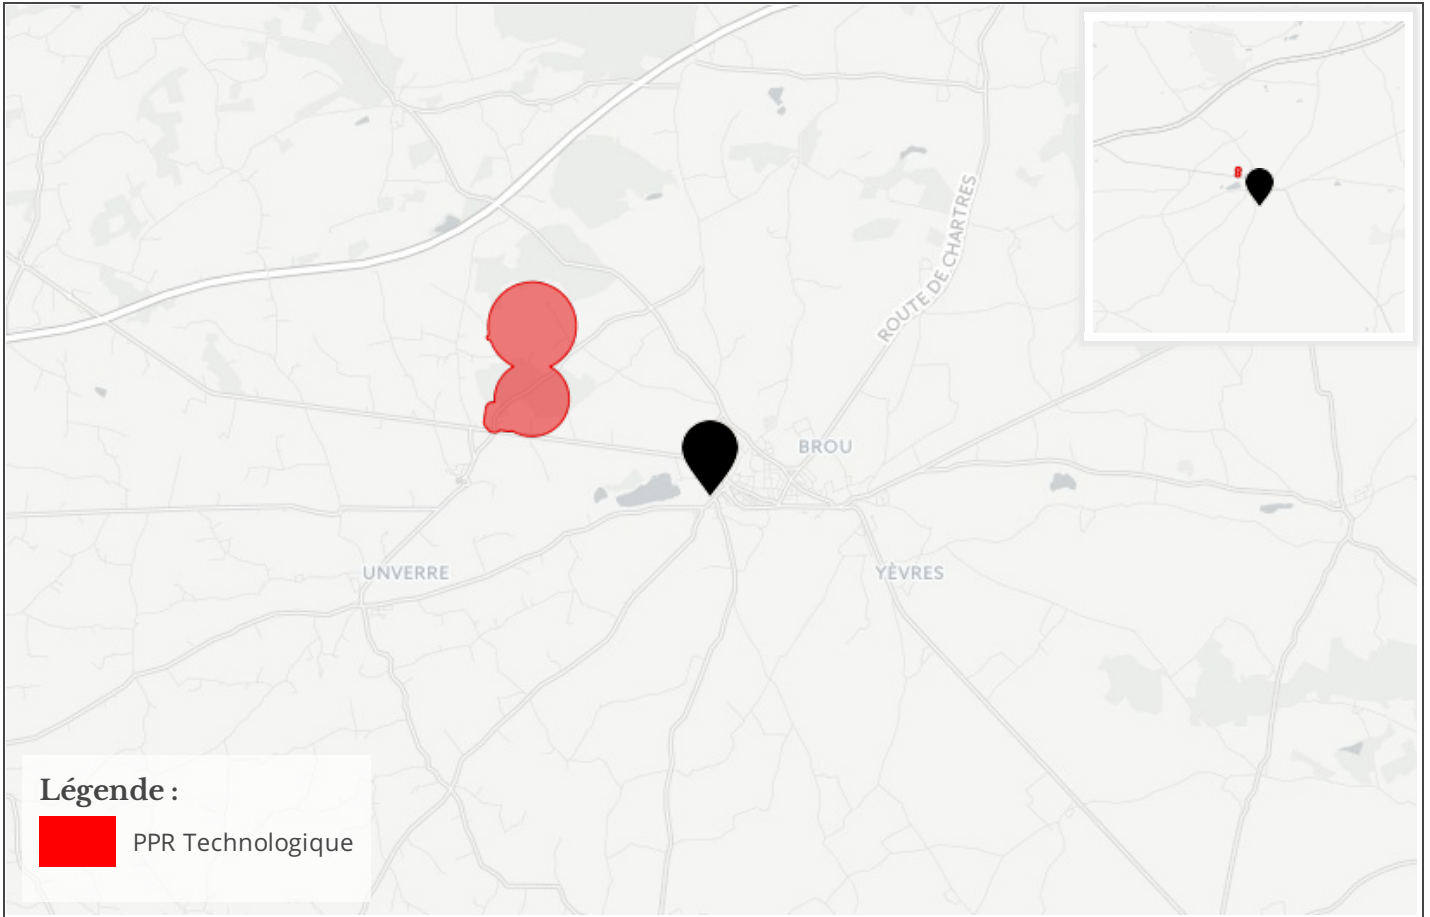 ROUTE DE CHARTRES
BROU
UNVERRE
YÈVRES
Légende :
PPR Technologique